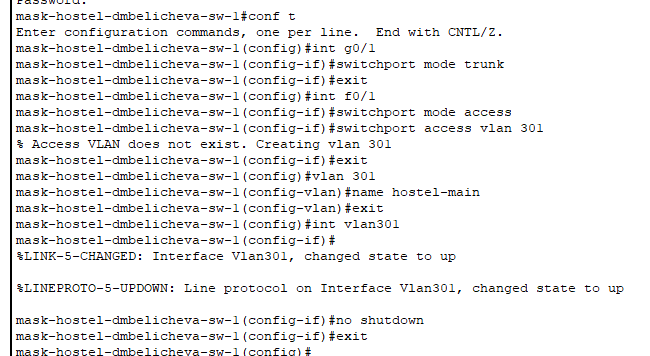 Password:
mask-hostel-dmbelicheva-sw-1#conf t
Enter configuration commands, one per line.  End with CNTL/Z.
mask-hostel-dmbelicheva-sw-1(config)#int g0/1
mask-hostel-dmbelicheva-sw-1(config-if)#switchport mode trunk
mask-hostel-dmbelicheva-sw-1(config-if)#exit
mask-hostel-dmbelicheva-sw-1(config)#int f0/1
mask-hostel-dmbelicheva-sw-1(config-if)#switchport mode access
mask-hostel-dmbelicheva-sw-1(config-if)#switchport access vlan 301
% Access VLAN does not exist. Creating vlan 301
mask-hostel-dmbelicheva-sw-1(config-if)#exit
mask-hostel-dmbelicheva-sw-1(config)#vlan 301
mask-hostel-dmbelicheva-sw-1(config-vlan)#name hostel-main
mask-hostel-dmbelicheva-sw-1(config-vlan)#exit
mask-hostel-dmbelicheva-sw-1(config)#int vlan301
mask-hostel-dmbelicheva-sw-1(config-if)#
%LINK-5-CHANGED: Interface Vlan301, changed state to up
%LINEPROTO-5-UPDOWN: Line protocol on Interface Vlan301, changed state to up
mask-hostel-dmbelicheva-sw-1(config-if)#no shutdown
mask-hostel-dmbelicheva-sw-1(config-if)#exit
mask-hostel-dmbelicheva-sw-1(config)#